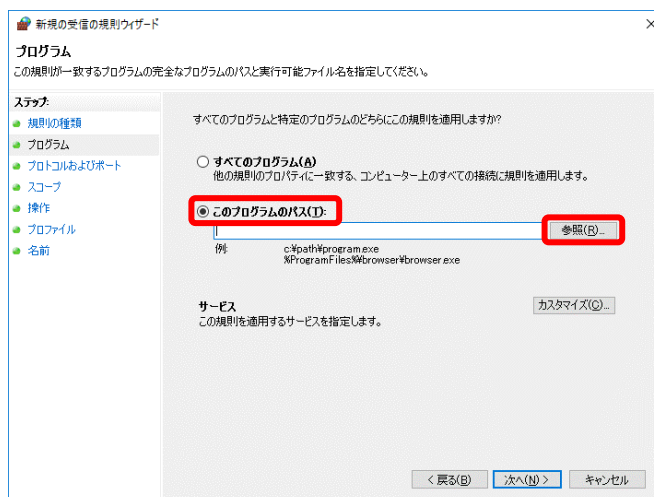 新規の受信の規則ウィザード
プログラム
この規則が一致するプログラムの完全なプログラムのパスと実行可能ファイル名を指定してください。
ステップ:
規則の種類
プログラム
プロトコルおよびポート
スコープ
操作
プロファイル
名前
すべてのプログラムと特定のプログラムのどちらにこの規則を適用しますか?
すべてのプログラム(A)
他の規則のプロパティに一致する、コンピューター上のすべての接続に規則を適用します。
このプログラムのパス(T):
参照(R)...
例: c:¥path¥program.exe
%ProgramFiles%¥browser¥browser.exe
サービス
この規則を適用するサービスを指定します。
カスタマイズ(C)...
< 戻る(B)
次へ(N) >
キャンセル